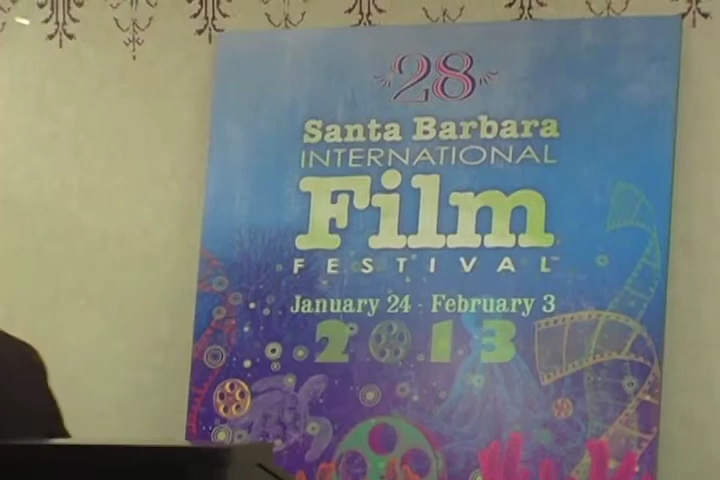 28
Santa Barbara
INTERNATIONAL
Film
FESTIVAL
January 24 - February 3
2013